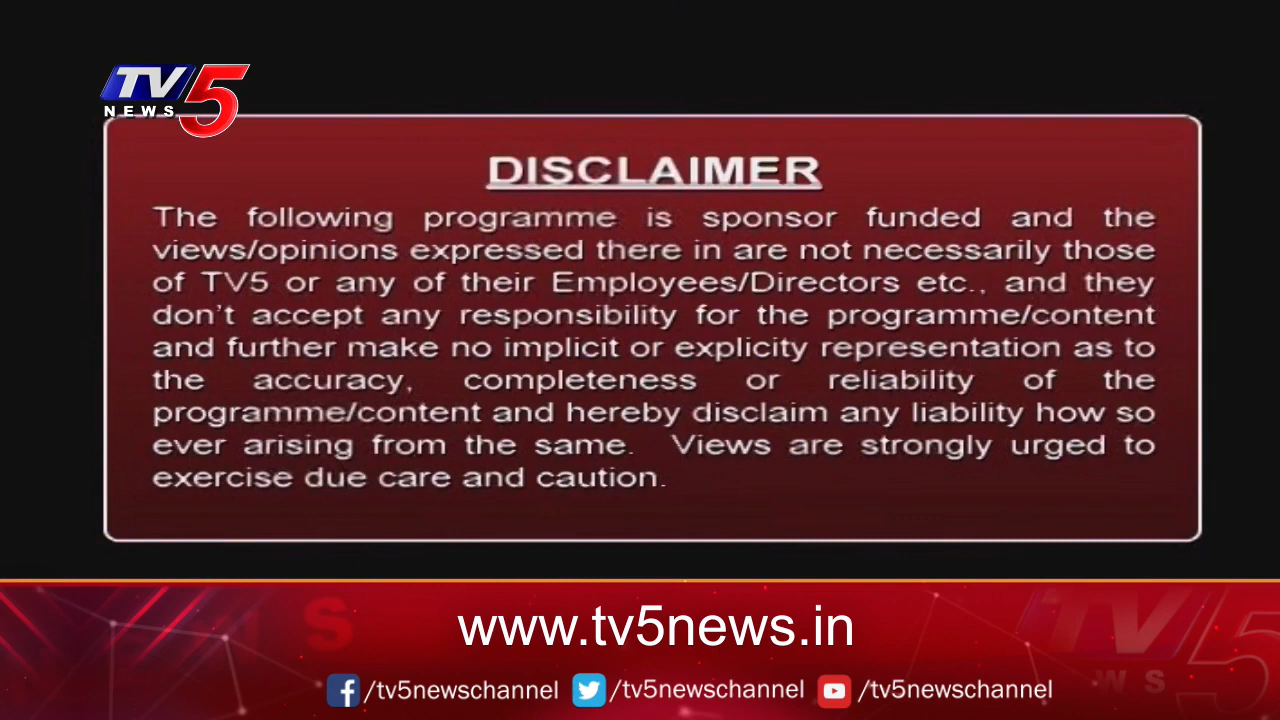 TV5
NEWS
DISCLAIMER
The following programme is sponsor funded and the
views/opinions expressed there in are not necessarily those
of TV5 or any of their Employees/Directors etc., and they
don't accept any responsibility for the programme/content
and further make no implicit or explicity representation as to
the accuracy, completeness or reliability of the
programme/content and hereby disclaim any liability how so
ever arising from the same. Views are strongly urged to
exercise due care and caution.
www.tv5news.in
/tv5newschannel /tv5newschannel /tv5newschannel